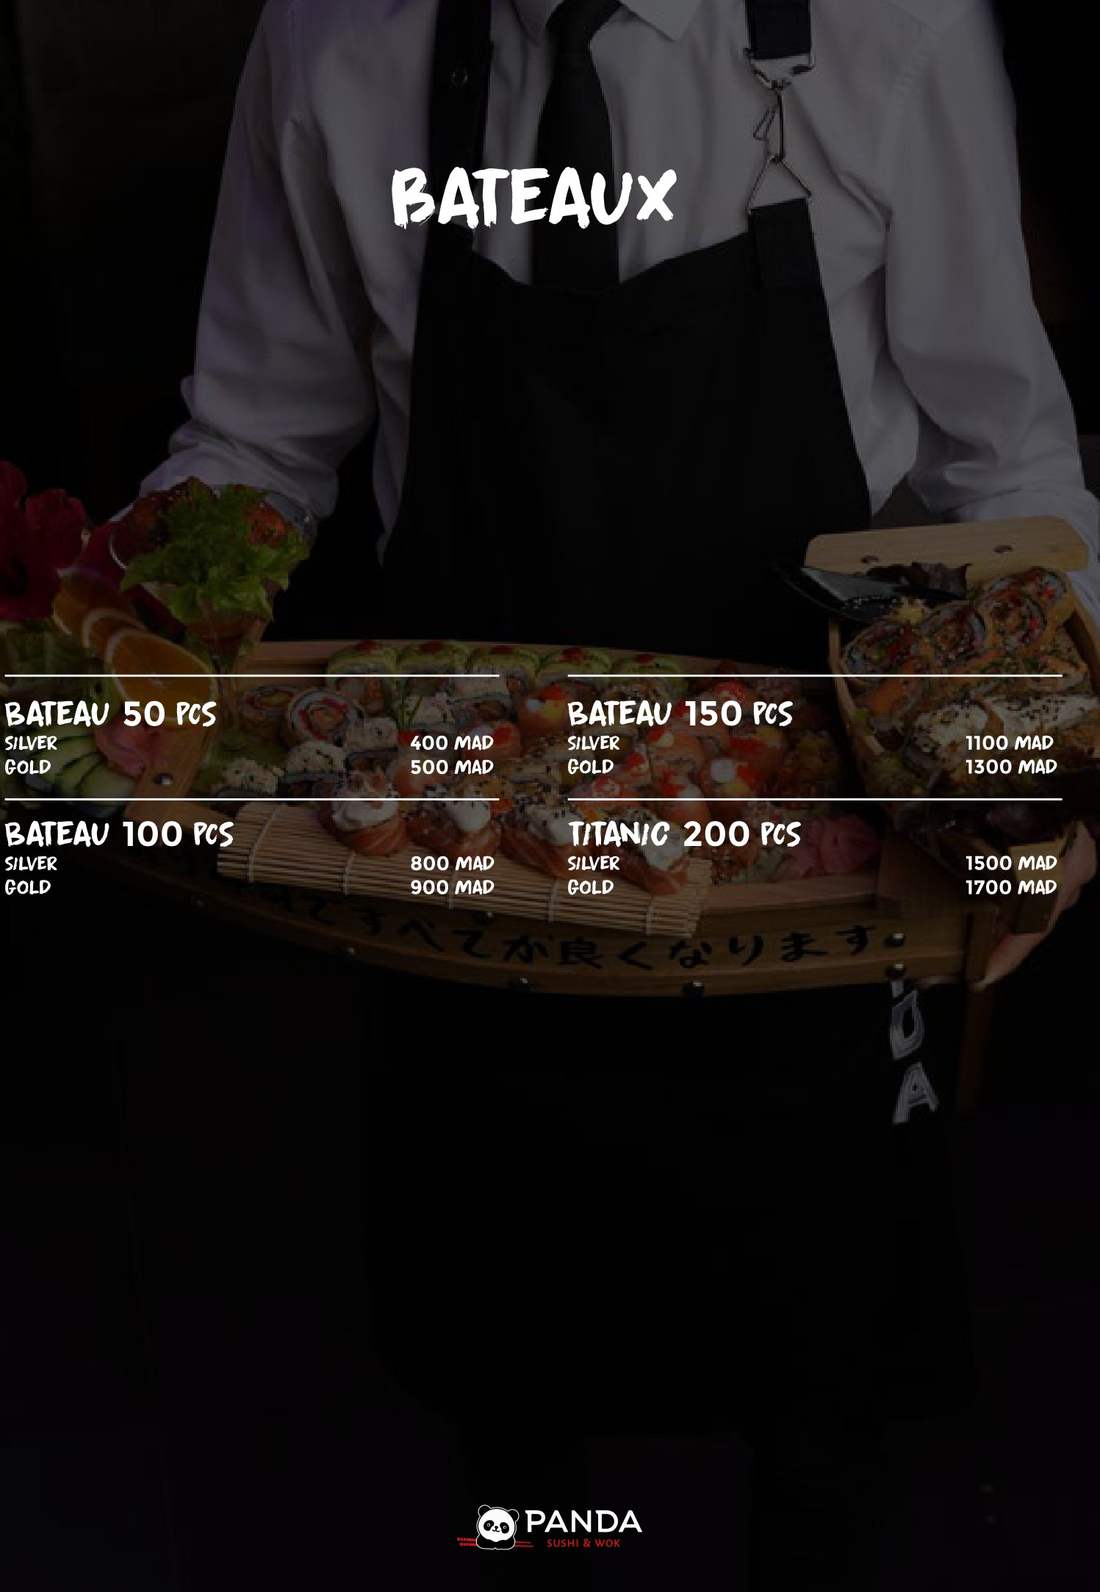 BATEAUX
BATEAU 50 PCS
SILVER 400 MAD
GOLD 500 MAD
BATEAU 100 PCS
SILVER 800 MAD
GOLD 900 MAD
BATEAU 150 PCS
SILVER 1100 MAD
GOLD 1300 MAD
TITANIC 200 PCS
SILVER 1500 MAD
GOLD 1700 MAD
てすべてが良くなります
DA
PANDA
SUSHI & WOK